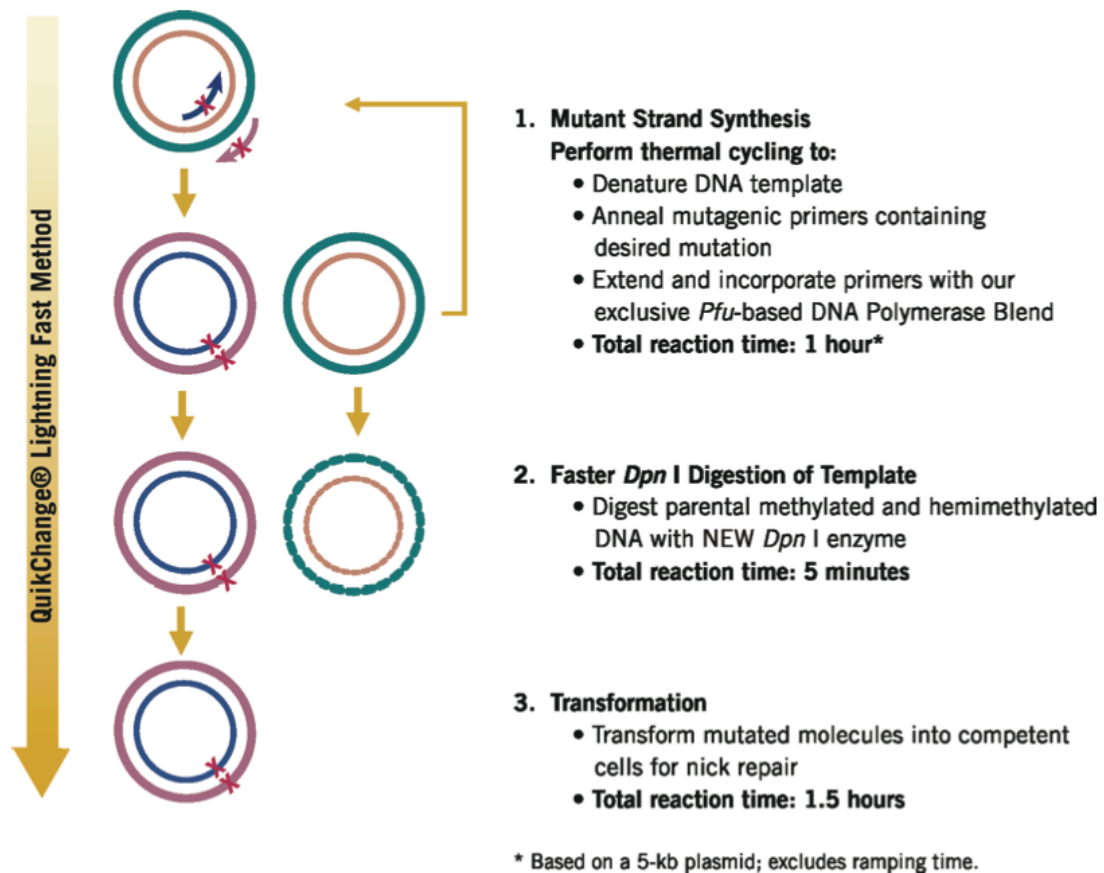 QuikChange® Lightning Fast Method
1. Mutant Strand Synthesis
Perform thermal cycling to:
• Denature DNA template
• Anneal mutagenic primers containing
desired mutation
• Extend and incorporate primers with our
exclusive Pfu-based DNA Polymerase Blend
• Total reaction time: 1 hour*
2. Faster Dpn I Digestion of Template
• Digest parental methylated and hemimethylated
DNA with NEW Dpn I enzyme
• Total reaction time: 5 minutes
3. Transformation
• Transform mutated molecules into competent
cells for nick repair
• Total reaction time: 1.5 hours
* Based on a 5-kb plasmid; excludes ramping time.